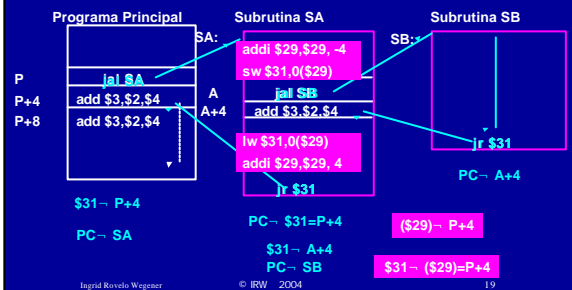 Programa Principal
Subrutina SA
Subrutina SB
SA:
SB:
addi $29,$29, -4
sw $31,0($29)
P
jal SA
A
jal SB
P+4
add $3,$2,$4
A+4
add $3,$2,$4
P+8
add $3,$2,$4
lw $31,0($29)
addi $29,$29, 4
jr $31
jr $31
PC¬ A+4
$31¬ P+4
PC¬ SA
PC¬ $31=P+4
($29)¬ P+4
$31¬ A+4
PC¬ SB
$31¬ ($29)=P+4
Ingrid Rovelo Wegener
© IRW 2004
19